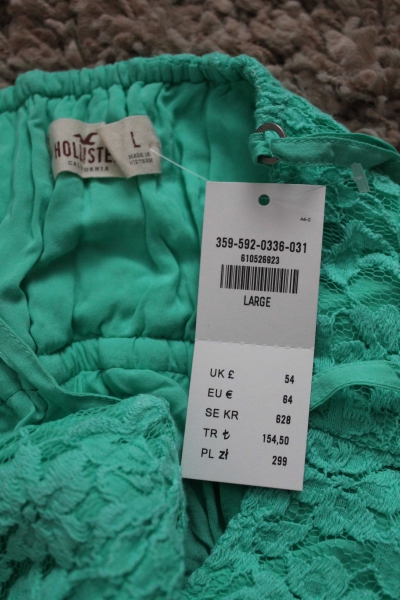 HOLLISTER
CALIFORNIA
L
MADE IN
VIETNAM
A4-C
359-592-0336-031
610526923
LARGE
UK £ 54
EU € 64
SE KR 628
TR ₺ 154,50
PL zł 299